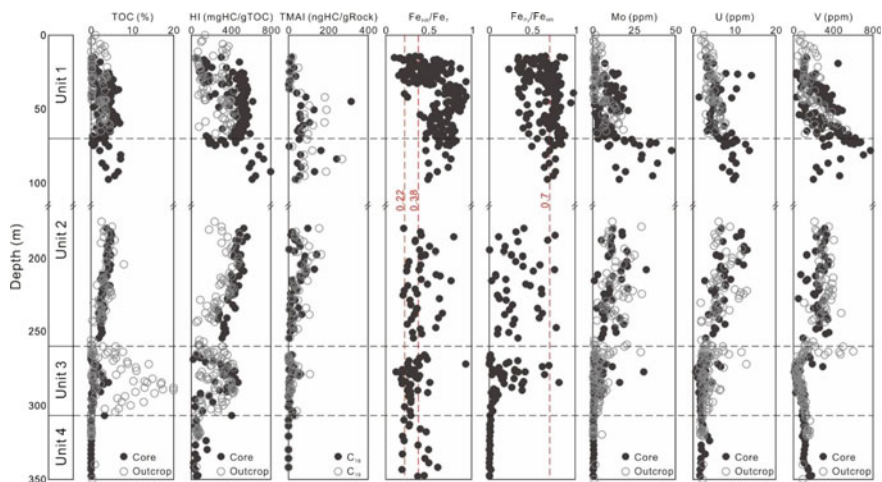 TOC (%)
HI (mgHC/gTOC)
TMAI (ngHC/gRock)
Fe_HR/Fe_T
Fe_Py/Fe_HR
Mo (ppm)
U (ppm)
V (ppm)
0 10 20
0 400 800
0 200 400
0 0.5 1
0 0.5 1
0 25 50
0 10 20
0 400 800
Depth (m)
0
50
100
200
250
300
350
Unit 1
Unit 2
Unit 3
Unit 4
0.22
0.38
0.7
Core
Outcrop
Core
Outcrop
Core
Outcrop
Core
Outcrop
Core
Outcrop